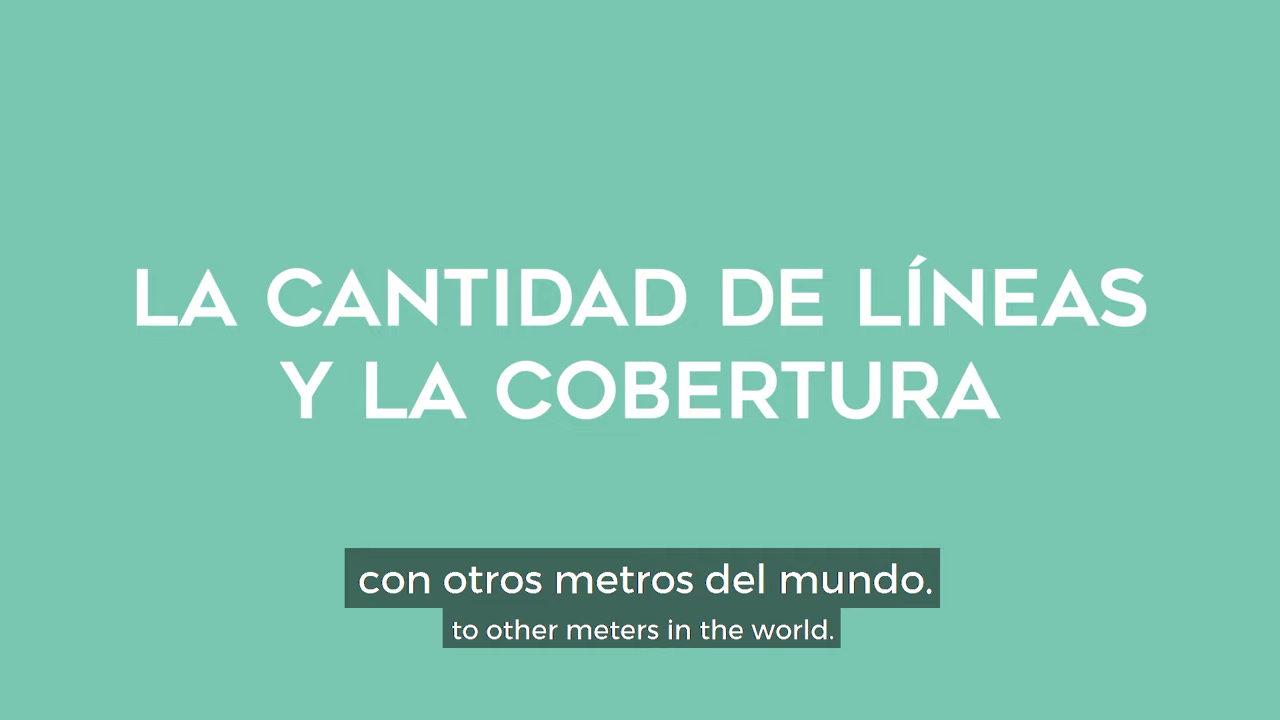 LA CANTIDAD DE LÍNEAS
Y LA COBERTURA
con otros metros del mundo.
to other meters in the world.